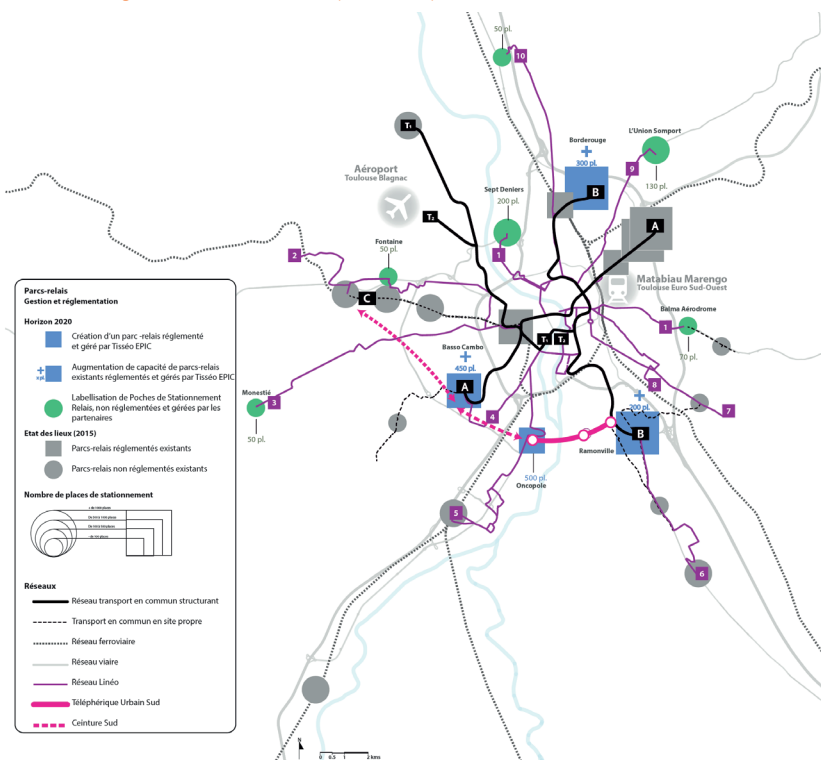 50 pl.
10
T₁
Borderouge
+
300 pl.
B
L'Union Somport
9
130 pl.
Aéroport
Toulouse Blagnac
T₂
Sept Deniers
200 pl.
1
A
2
Fontaine
50 pl.
C
Matabiau Marengo
Toulouse Euro Sud-Ouest
Balma Aérodrome
1
70 pl.
T₁
T₂
Basso Cambo
+
450 pl.
A
Monestié
3
50 pl.
4
8
7
+
200 pl.
B
Ramonville
500 pl.
Oncopole
5
6
Parcs-relais
Gestion et réglementation
Horizon 2020
Création d'un parc -relais réglementé
et géré par Tisséo EPIC
Augmentation de capacité de parcs-relais
existants réglementés et gérés par Tisséo EPIC
Labellisation de Poches de Stationnement
Relais, non réglementées et gérées par les
partenaires
Etat des lieux (2015)
Parcs-relais réglementés existants
Parcs-relais non réglementés existants
Nombre de places de stationnement
Réseaux
Réseau transport en commun structurant
Transport en commun en site propre
Réseau ferroviaire
Réseau viaire
Réseau Linéo
Téléphérique Urbain Sud
Ceinture Sud
N
0 0.5 1 2 kms